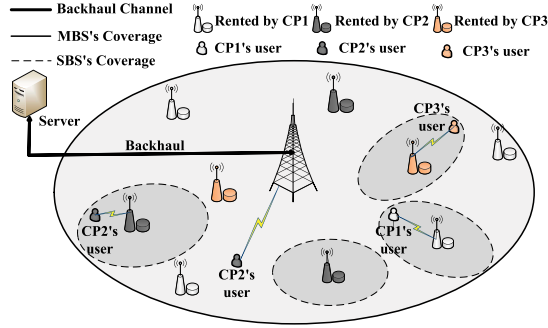 Backhaul Channel
Rented by CP1
Rented by CP2
Rented by CP3
MBS's Coverage
CP1's user
CP2's user
CP3's user
SBS's Coverage
Server
Backhaul
CP3's
user
CP2's
user
CP1's
user
CP2's
user